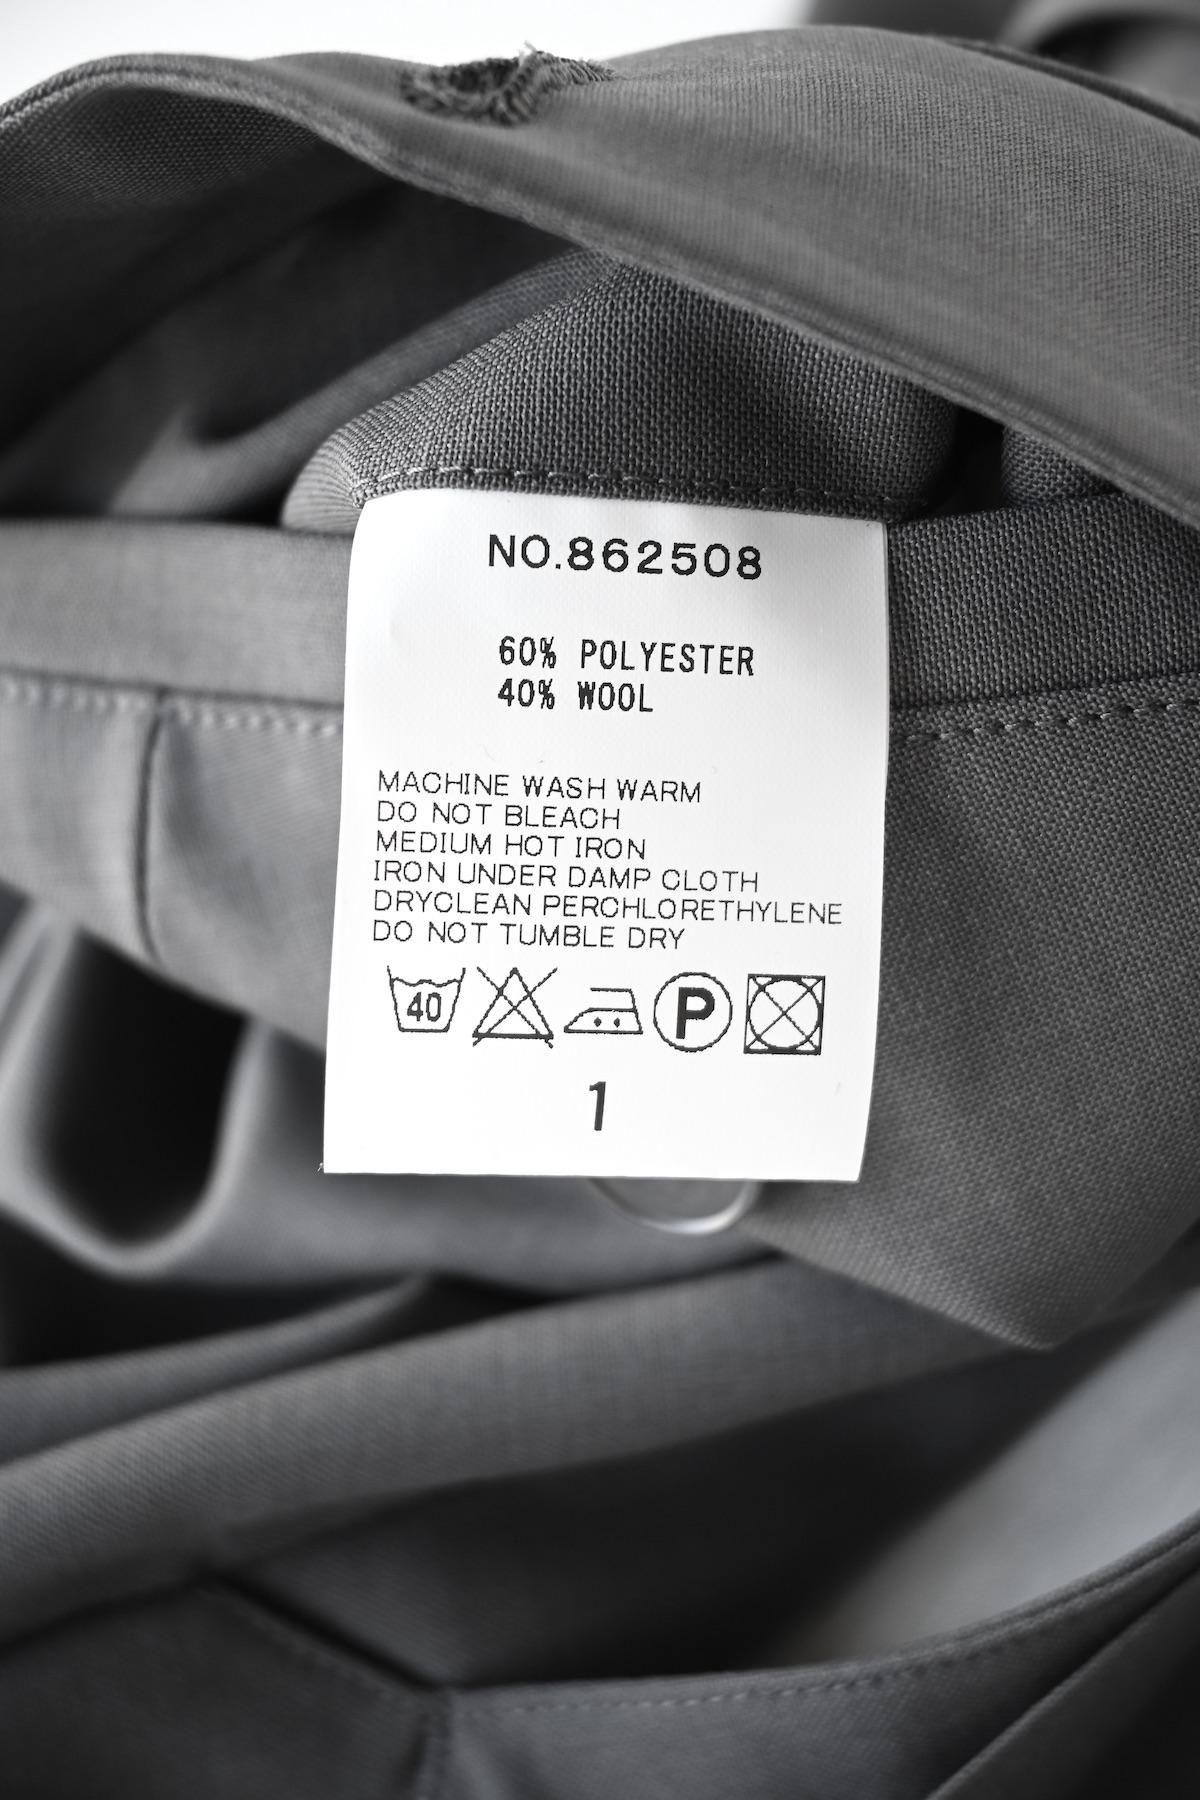 NO.862508
60% POLYESTER
40% WOOL
MACHINE WASH WARM
DO NOT BLEACH
MEDIUM HOT IRON
IRON UNDER DAMP CLOTH
DRYCLEAN PERCHLORETHYLENE
DO NOT TUMBLE DRY
40 P
1